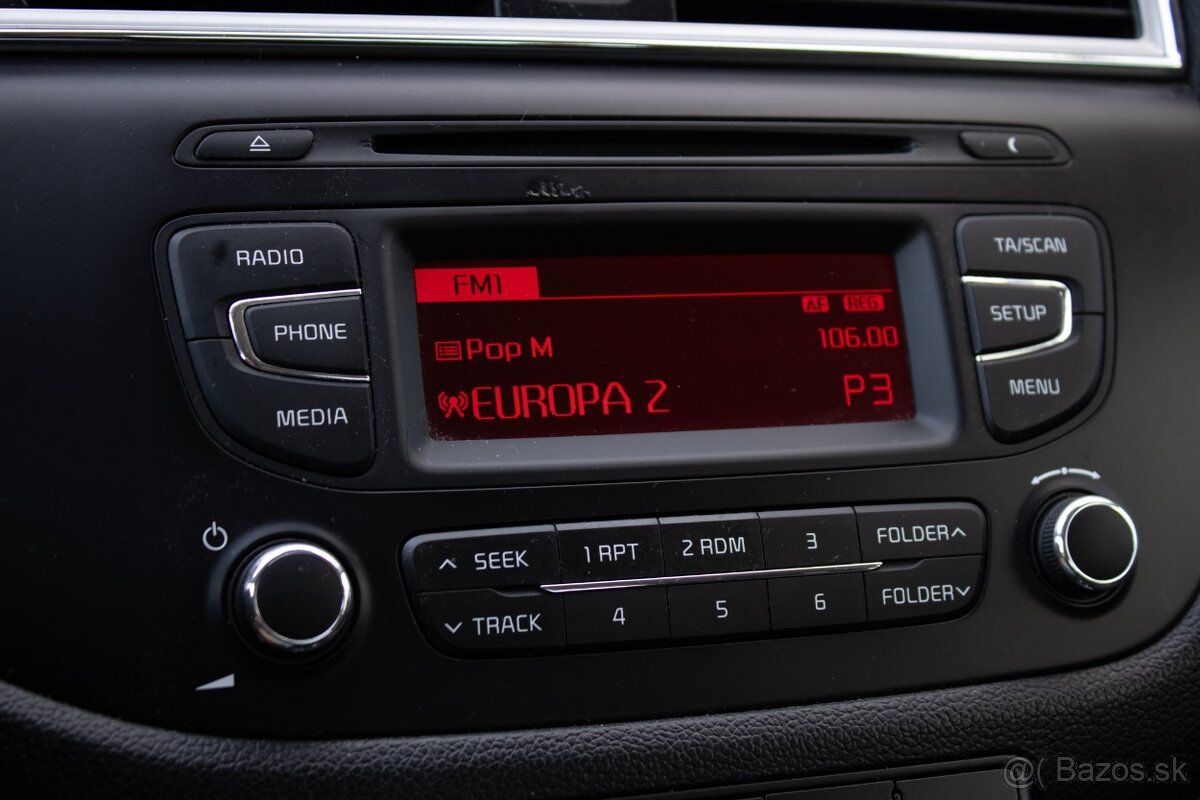 RADIO
PHONE
MEDIA
FM1
AF REG
Pop M 106.00
EUROPA 2 P3
TA/SCAN
SETUP
MENU
SEEK 1 RPT 2 RDM 3 FOLDER
TRACK 4 5 6 FOLDER
@( Bazos.sk